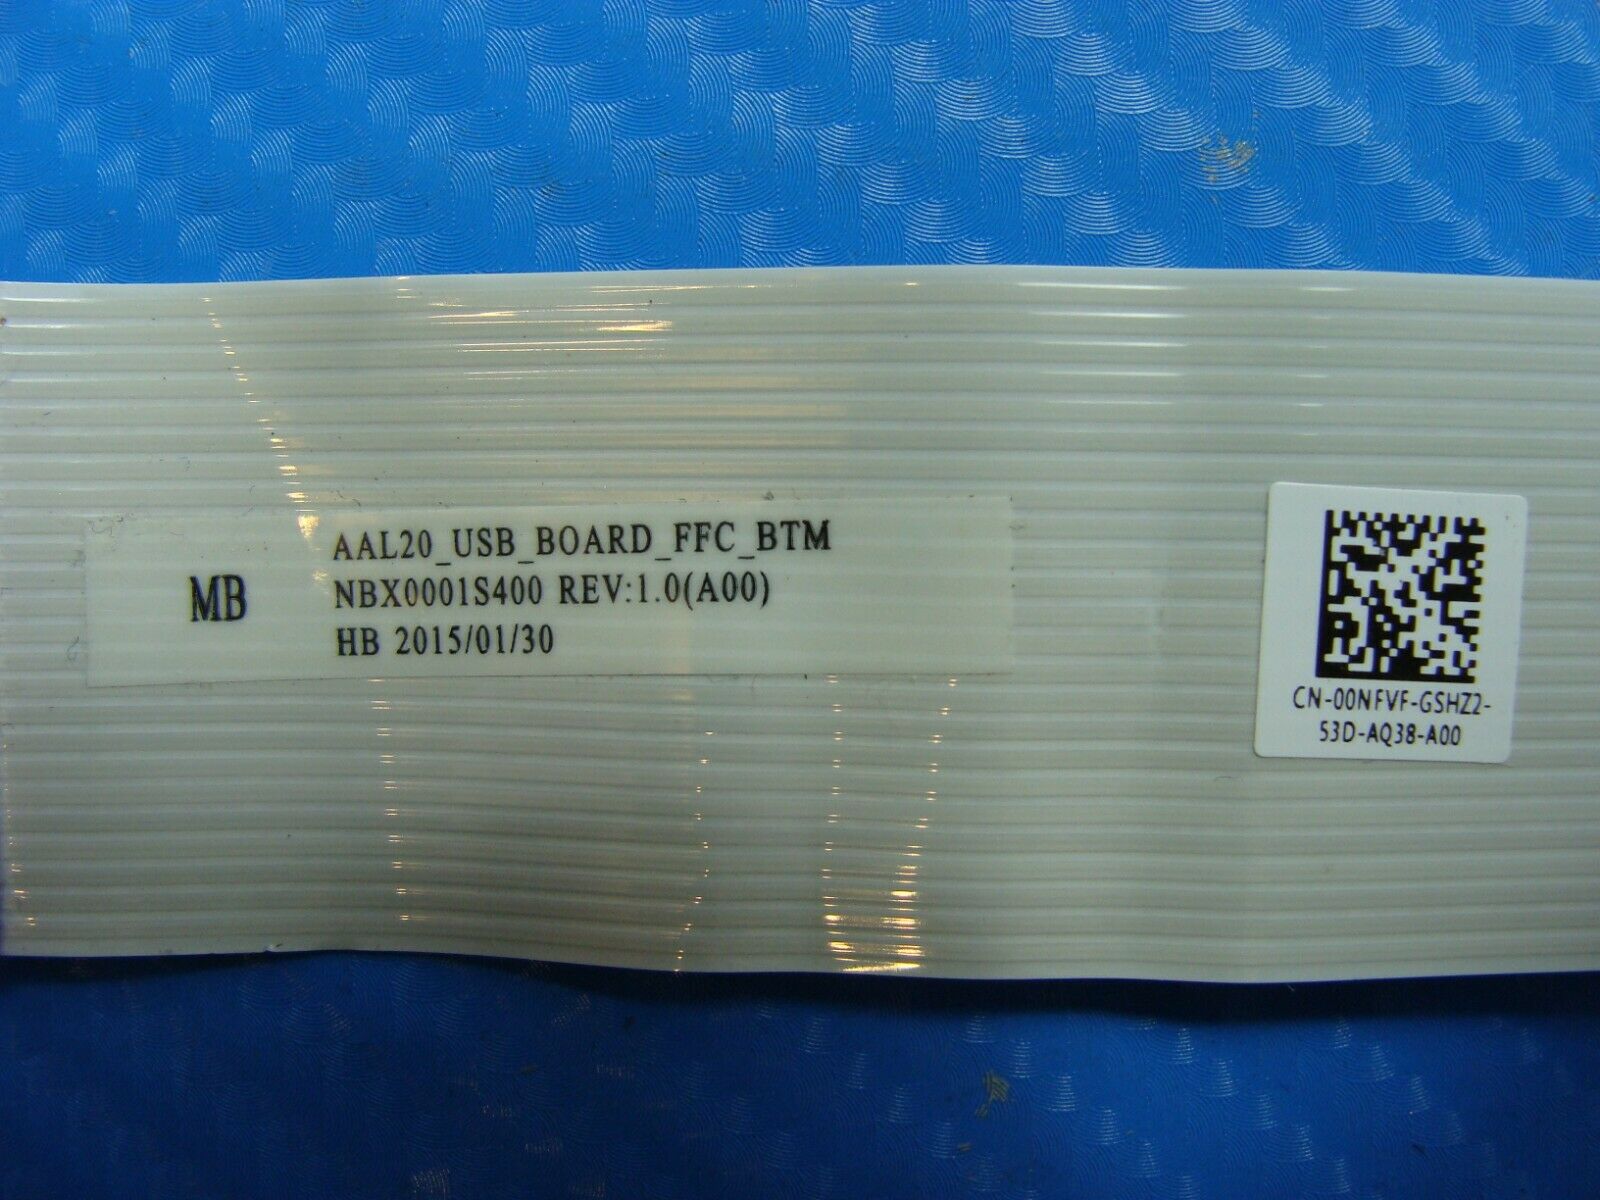 MB
AAL20_USB_BOARD_FFC_BTM
NBX0001S400 REV:1.0(A00)
HB 2015/01/30
CN-00NFVF-GSHZ2-
53D-AQ38-A00